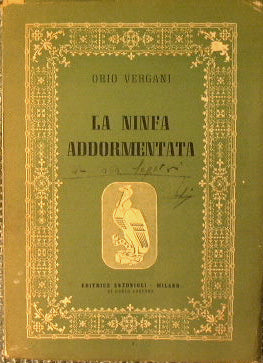 ORIO VERGANI
LA NINFA
ADDORMENTATA
EDITRICE ANTONIOLI - MILANO